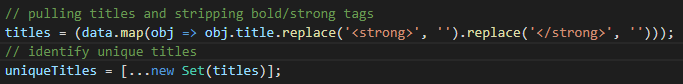 // pulling titles and stripping bold/strong tags
titles = (data.map(obj => obj.title.replace('<strong>', '').replace('</strong>', '')));
// identify unique titles
uniqueTitles = [...new Set(titles)];